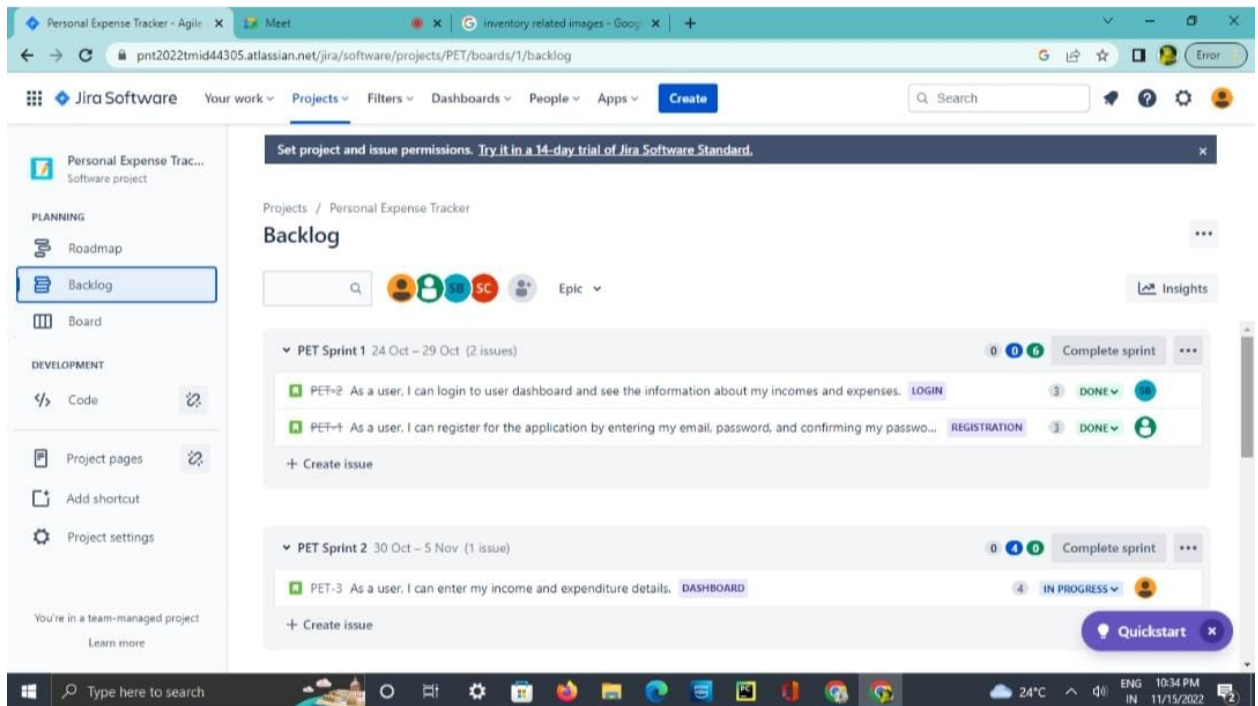 Personal Expense Tracker - Agile
Meet
inventory related images - Goog
pnt2022tmid44305.atlassian.net/jira/software/projects/PET/boards/1/backlog
Error
Jira Software
Your work
Projects
Filters
Dashboards
People
Apps
Create
Search
Personal Expense Trac...
Software project
PLANNING
Roadmap
Backlog
Board
DEVELOPMENT
Code
Project pages
Add shortcut
Project settings
You're in a team-managed project
Learn more
Set project and issue permissions. Try it in a 14-day trial of Jira Software Standard.
Projects / Personal Expense Tracker
Backlog
SB SC
Epic
Insights
PET Sprint 1 24 Oct – 29 Oct (2 issues) 0 0 6 Complete sprint
PET-2 As a user, I can login to user dashboard and see the information about my incomes and expenses. LOGIN 3 DONE SB
PET-1 As a user, I can register for the application by entering my email, password, and confirming my passwo... REGISTRATION 3 DONE
+ Create issue
PET Sprint 2 30 Oct – 5 Nov (1 issue) 0 4 0 Complete sprint
PET-3 As a user, I can enter my income and expenditure details. DASHBOARD 4 IN PROGRESS
+ Create issue
Quickstart
Type here to search
24°C
ENG
IN
10:34 PM
11/15/2022
2